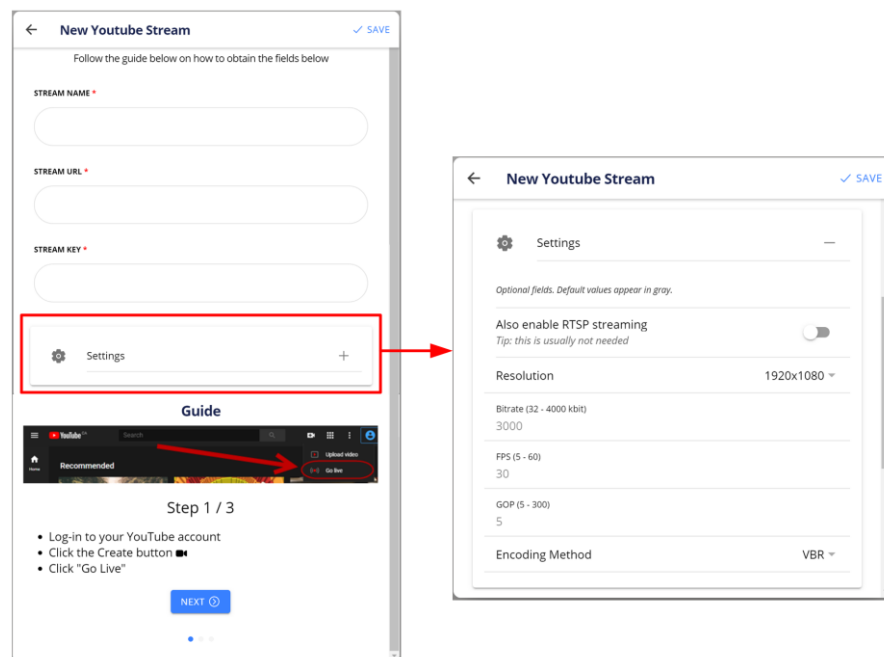 New Youtube Stream
SAVE
Follow the guide below on how to obtain the fields below
STREAM NAME *
STREAM URL *
STREAM KEY *
Settings
Guide
YouTube CA
Search
Upload video
Home
Recommended
Go live
Step 1 / 3
Log-in to your YouTube account
Click the Create button
Click "Go Live"
NEXT
New Youtube Stream
SAVE
Settings
Optional fields. Default values appear in gray.
Also enable RTSP streaming
Tip: this is usually not needed
Resolution 1920x1080
Bitrate (32 - 4000 kbit)
3000
FPS (5 - 60)
30
GOP (5 - 300)
5
Encoding Method VBR